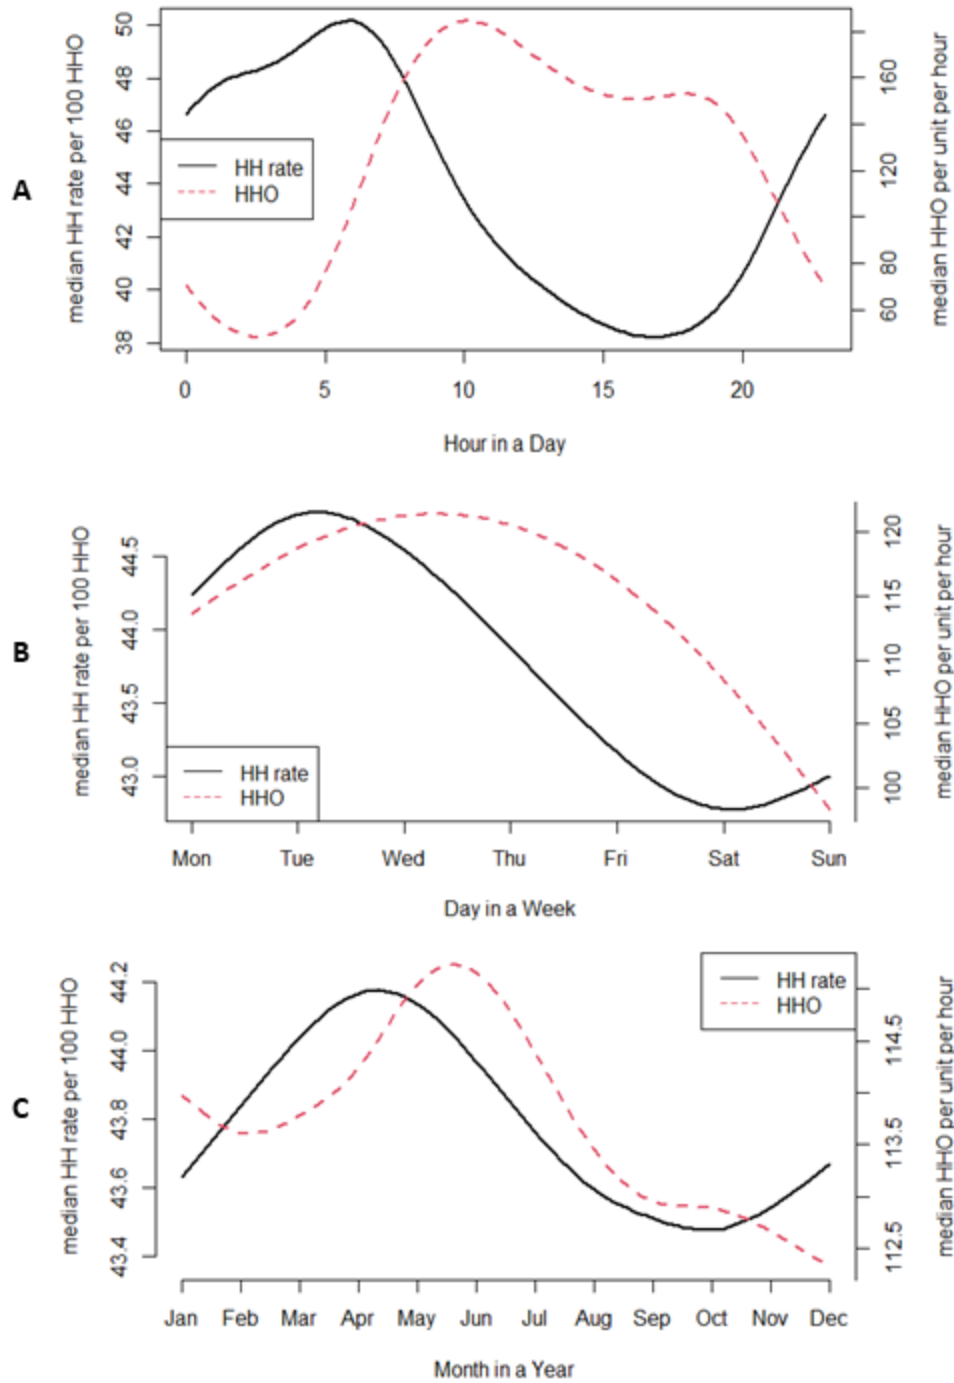 A
median HH rate per 100 HHO
50
48
46
44
42
40
38
HH rate
HHO
160
120
80
60
median HHO per unit per hour
0 5 10 15 20
Hour in a Day
B
median HH rate per 100 HHO
44.5
44.0
43.5
43.0
HH rate
HHO
120
115
110
105
100
median HHO per unit per hour
Mon Tue Wed Thu Fri Sat Sun
Day in a Week
C
median HH rate per 100 HHO
44.2
44.0
43.8
43.6
43.4
HH rate
HHO
114.5
113.5
112.5
median HHO per unit per hour
Jan Feb Mar Apr May Jun Jul Aug Sep Oct Nov Dec
Month in a Year